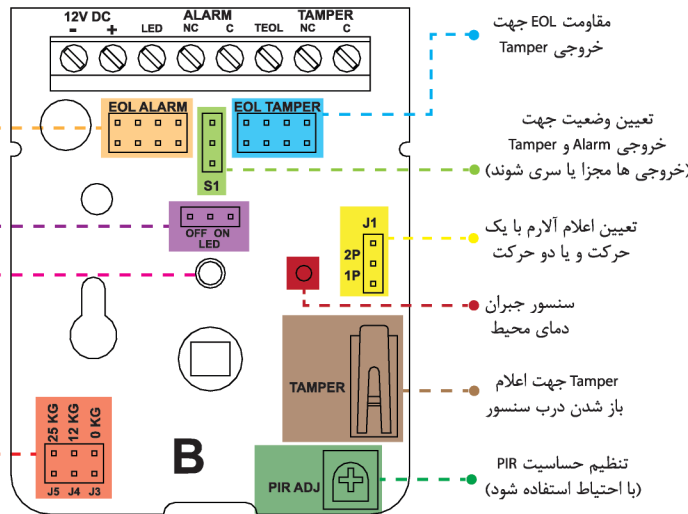 12V DC
- +
ALARM
TAMPER
LED NC C TEOL NC C
EOL ALARM
EOL TAMPER
S1
OFF ON
LED
J1
2P
1P
TAMPER
25 KG
12 KG
0 KG
J5 J4 J3
B
PIR ADJ
مقاومت EOL جهت
خروجی Tamper
تعیین وضعیت جهت
خروجی Alarm و Tamper
(خروجی ها مجزا یا سری شوند)
تعیین اعلام آلارم با یک
حرکت و یا دو حرکت
سنسور جبران
دمای محیط
Tamper جهت اعلام
باز شدن درب سنسور
تنظیم حساسیت PIR
(با احتیاط استفاده شود)